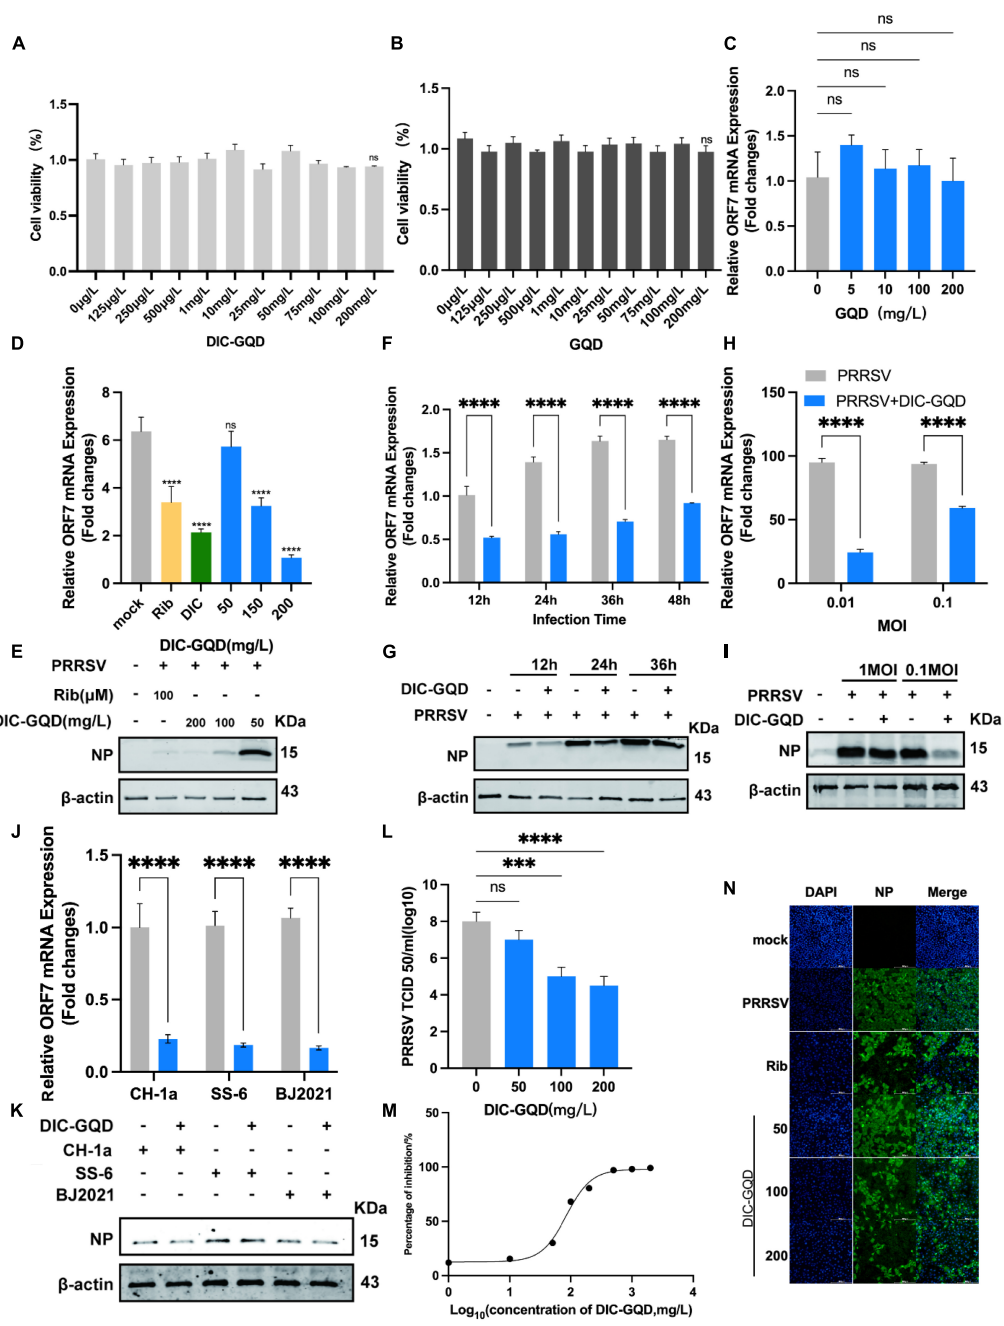 A
Cell viability (%)
1.5
1.0
0.5
0.0
ns
0µg/L
125µg/L
250µg/L
500µg/L
1mg/L
10mg/L
25mg/L
50mg/L
75mg/L
100mg/L
200mg/L
DIC-GQD
B
Cell viability (%)
1.5
1.0
0.5
0.0
ns
0µg/L
125µg/L
250µg/L
500µg/L
1mg/L
10mg/L
25mg/L
50mg/L
75mg/L
100mg/L
200mg/L
GQD
C
Relative ORF7 mRNA Expression
(Fold changes)
ns
ns
ns
ns
2.0
1.5
1.0
0.5
0.0
0 5 10 100 200
GQD (mg/L)
D
Relative ORF7 mRNA Expression
(Fold changes)
8
6
4
2
0
****
****
ns
****
****
mock Rib DIC 50 150 200
DIC-GQD(mg/L)
F
Relative ORF7 mRNA Expression
(Fold changes)
2.0
1.5
1.0
0.5
0.0
**** **** **** ****
12h 24h 36h 48h
Infection Time
H
PRRSV
PRRSV+DIC-GQD
Relative ORF7 mRNA Expression
(Fold changes)
150
100
50
0
**** ****
0.01 0.1
MOI
E
PRRSV - + + + +
Rib(µM) - 100 - - -
DIC-GQD(mg/L) - - 200 100 50 KDa
NP 15
β-actin 43
G
12h 24h 36h
DIC-GQD - - + - + - +
PRRSV - + + + + + +
KDa
NP 15
β-actin 43
I
1MOI 0.1MOI
PRRSV - + + + +
DIC-GQD - - + - + KDa
NP 15
β-actin 43
J
Relative ORF7 mRNA Expression
(Fold changes)
1.5
1.0
0.5
0.0
**** **** ****
CH-1a SS-6 BJ2021
L
PRRSV TCID 50/ml(log10)
****
***
ns
10
8
6
4
2
0
0 50 100 200
DIC-GQD(mg/L)
N
DAPI NP Merge
mock
PRRSV
Rib
50
100
200
DIC-GQD
K
DIC-GQD - + - + - +
CH-1a + + - - - -
SS-6 - - + + - -
BJ2021 - - - - + +
KDa
NP 15
β-actin 43
M
Percentage of inhibition/%
50
100
50
0
0 1 2 3 4
Log10(concentration of DIC-GQD,mg/L)